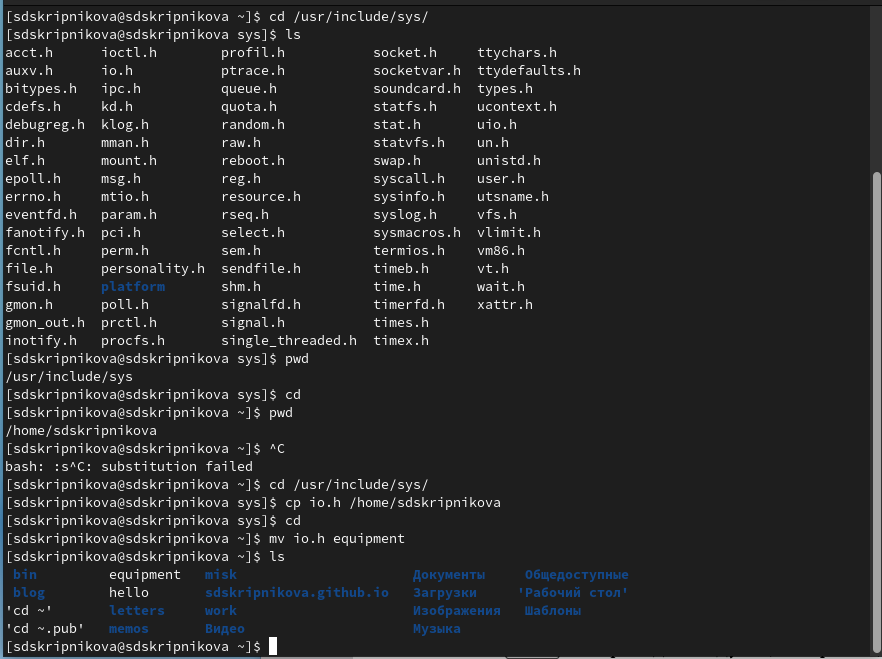 [sdskripnikova@sdskripnikova ~]$ cd /usr/include/sys/
[sdskripnikova@sdskripnikova sys]$ ls
acct.h      ioctl.h        profil.h           socket.h     ttychars.h
auxv.h      io.h           ptrace.h           socketvar.h  ttydefaults.h
bitypes.h   ipc.h          queue.h            soundcard.h  types.h
cdefs.h     kd.h           quota.h            statfs.h     ucontext.h
debugreg.h  klog.h         random.h           stat.h       uio.h
dir.h       mman.h         raw.h              statvfs.h    un.h
elf.h       mount.h        reboot.h           swap.h       unistd.h
epoll.h     msg.h          reg.h              syscall.h    user.h
errno.h     mtio.h         resource.h         sysinfo.h    utsname.h
eventfd.h   param.h        rseq.h             syslog.h     vfs.h
fanotify.h  pci.h          select.h           sysmacros.h  vlimit.h
fcntl.h     perm.h         sem.h              termios.h    vm86.h
file.h      personality.h  sendfile.h         timeb.h      vt.h
fsuid.h     platform       shm.h              time.h       wait.h
gmon.h      poll.h         signalfd.h         timerfd.h    xattr.h
gmon_out.h  prctl.h        signal.h           times.h
inotify.h   procfs.h       single_threaded.h  timex.h
[sdskripnikova@sdskripnikova sys]$ pwd
/usr/include/sys
[sdskripnikova@sdskripnikova sys]$ cd
[sdskripnikova@sdskripnikova ~]$ pwd
/home/sdskripnikova
[sdskripnikova@sdskripnikova ~]$ ^C
bash: :s^C: substitution failed
[sdskripnikova@sdskripnikova ~]$ cd /usr/include/sys/
[sdskripnikova@sdskripnikova sys]$ cp io.h /home/sdskripnikova
[sdskripnikova@sdskripnikova sys]$ cd
[sdskripnikova@sdskripnikova ~]$ mv io.h equipment
[sdskripnikova@sdskripnikova ~]$ ls
 bin         equipment   misk                      Документы     Общедоступные
 blog        hello       sdskripnikova.github.io   Загрузки     'Рабочий стол'
'cd ~'       letters     work                      Изображения   Шаблоны
'cd ~.pub'   memos       Видео                     Музыка
[sdskripnikova@sdskripnikova ~]$